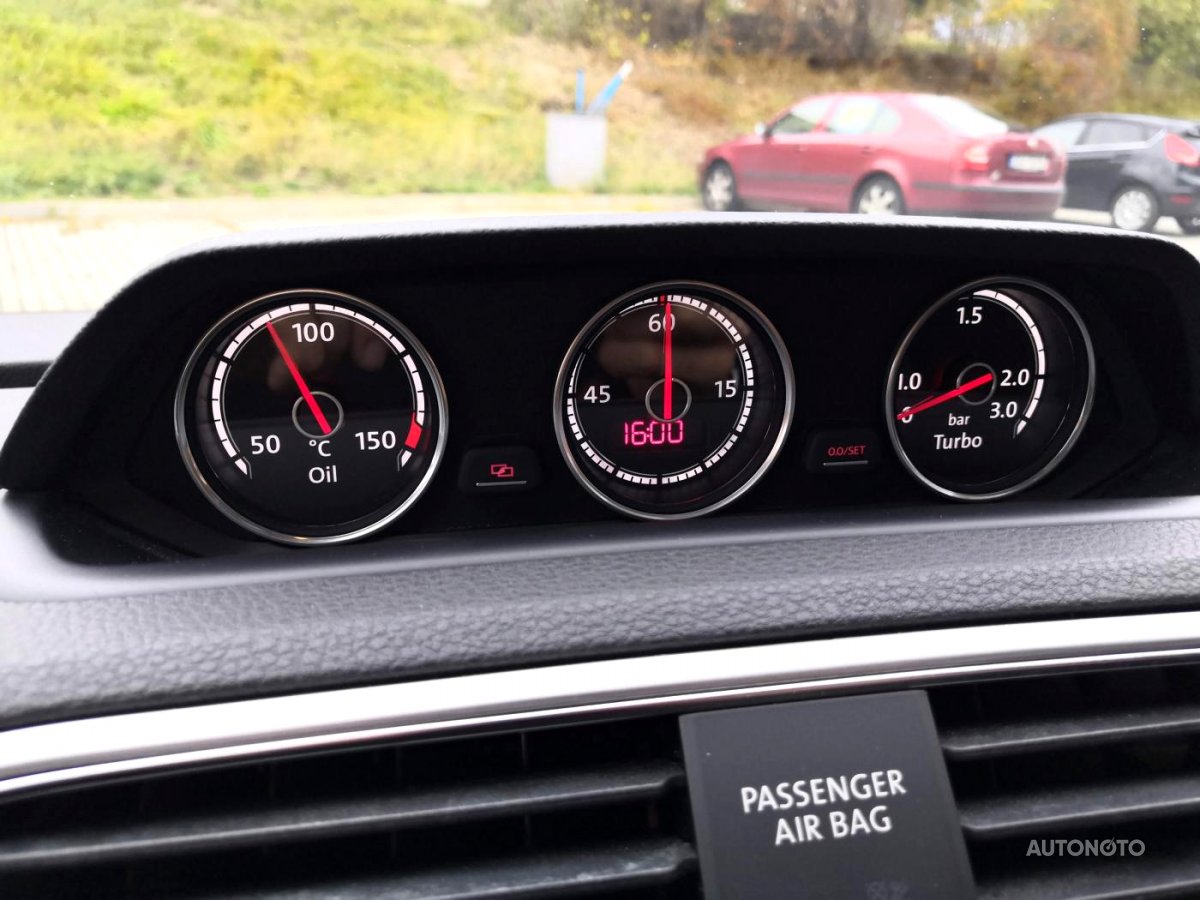 100
50
150
°C
Oil
60
45
15
16:00
0.0/SET
1.5
1.0
2.0
0
3.0
bar
Turbo
PASSENGER
AIR BAG
AUTONOTO